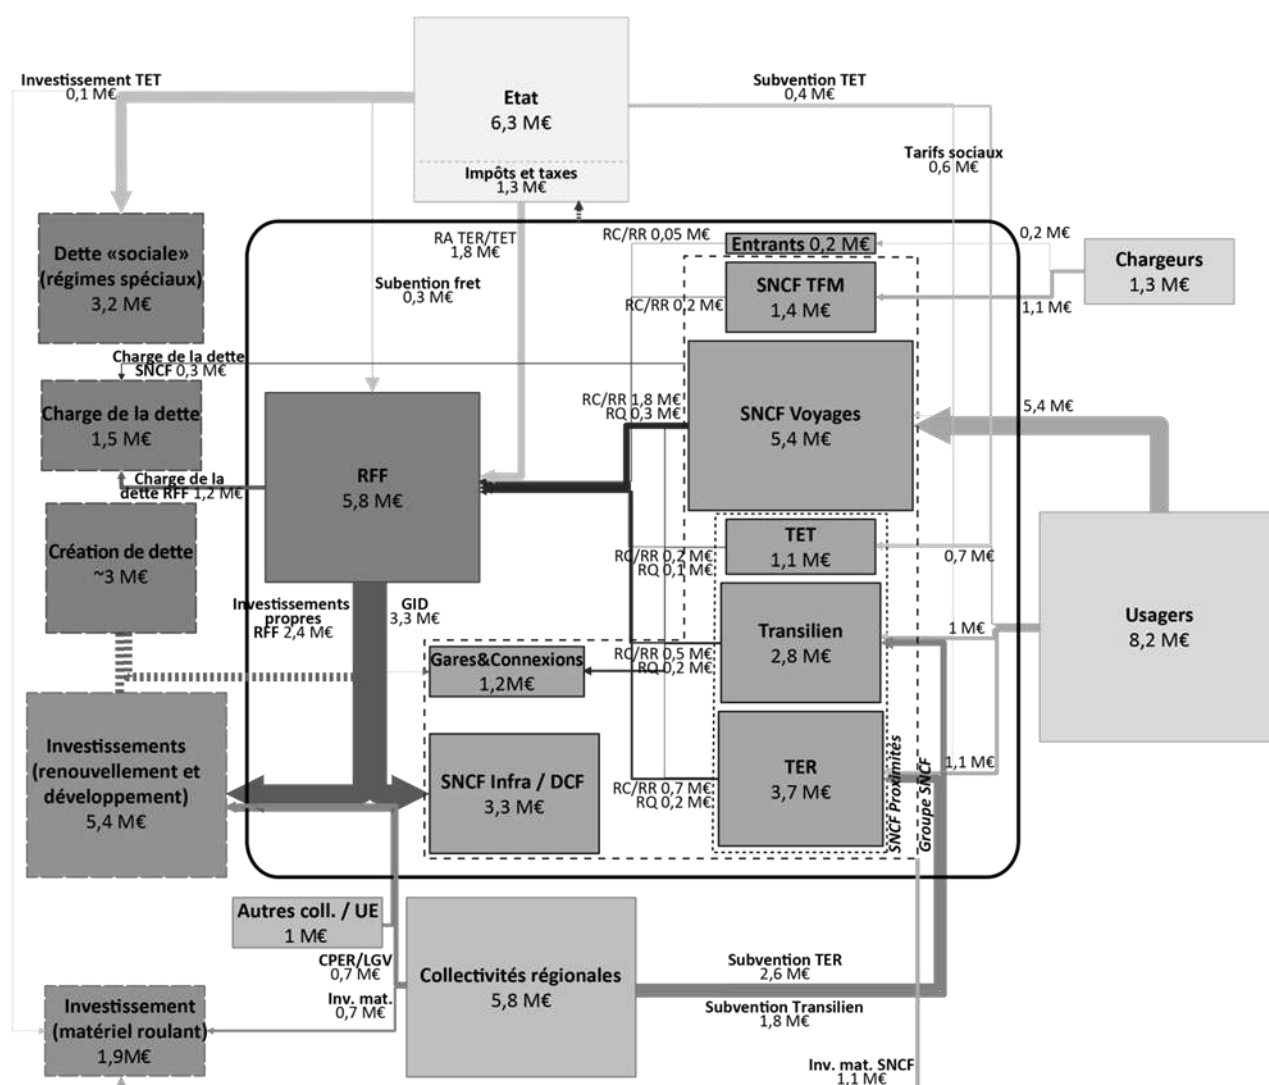 Investissement TET
0,1 M€
Etat
6,3 M€
Impôts et taxes
1,3 M€
Subvention TET
0,4 M€
Tarifs sociaux
0,6 M€
Dette «sociale»
(régimes spéciaux)
3,2 M€
RA TER/TET
1,8 M€
Subention fret
0,3 M€
RC/RR 0,05 M€
Entrants 0,2 M€
0,2 M€
Chargeurs
1,3 M€
SNCF TFM
1,4 M€
RC/RR 0,2 M€
1,1 M€
Charge de la dette
SNCF 0,3 M€
Charge de la dette
1,5 M€
RC/RR 1,8 M€
RQ 0,3 M€
SNCF Voyages
5,4 M€
5,4 M€
RFF
5,8 M€
Charge de la
dette RFF 1,2 M€
Création de dette
~3 M€
TET
1,1 M€
RC/RR 0,2 M€
RQ 0,1 M€
0,7 M€
Investissements
propres
RFF 2,4 M€
GID
3,3 M€
Transilien
2,8 M€
1 M€
Usagers
8,2 M€
RC/RR 0,5 M€
RQ 0,2 M€
Gares&Connexions
1,2M€
Investissements
(renouvellement et
développement)
5,4 M€
SNCF Infra / DCF
3,3 M€
RC/RR 0,7 M€
RQ 0,2 M€
TER
3,7 M€
1,1 M€
SNCF Proximités
Groupe SNCF
Autres coll. / UE
1 M€
CPER/LGV
0,7 M€
Inv. mat.
0,7 M€
Collectivités régionales
5,8 M€
Subvention TER
2,6 M€
Subvention Transilien
1,8 M€
Investissement
(matériel roulant)
1,9M€
Inv. mat. SNCF
1,1 M€